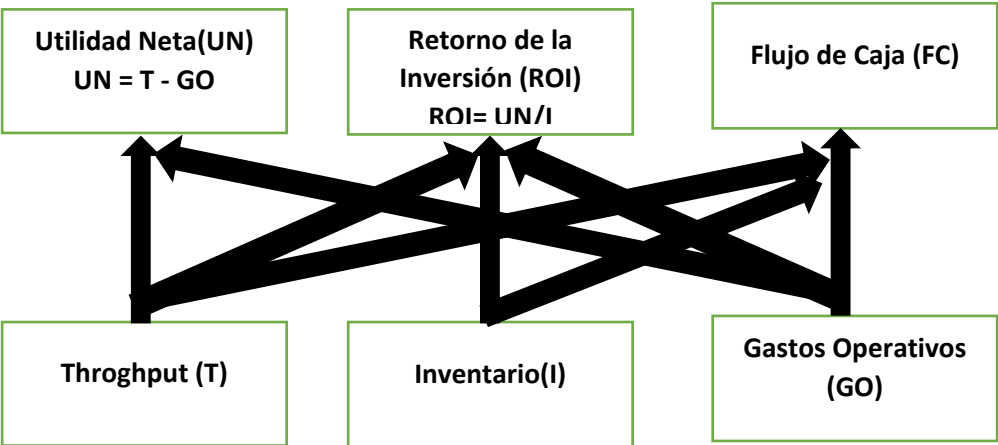 Utilidad Neta(UN)
UN = T - GO
Retorno de la
Inversión (ROI)
ROI= UN/I
Flujo de Caja (FC)
Throghput (T)
Inventario(I)
Gastos Operativos
(GO)